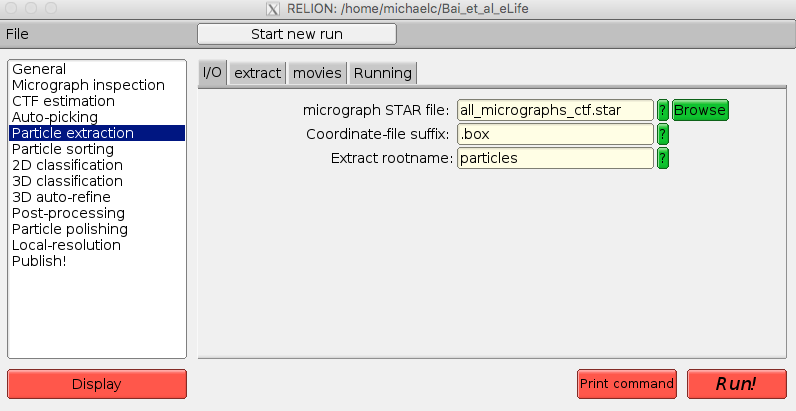 RELION: /home/michaelc/Bai_et_al_eLife
File
Start new run
General
Micrograph inspection
CTF estimation
Auto-picking
Particle extraction
Particle sorting
2D classification
3D classification
3D auto-refine
Post-processing
Particle polishing
Local-resolution
Publish!
I/O extract movies Running
micrograph STAR file: all_micrographs_ctf.star ? Browse
Coordinate-file suffix: .box ?
Extract rootname: particles ?
Display
Print command
Run!